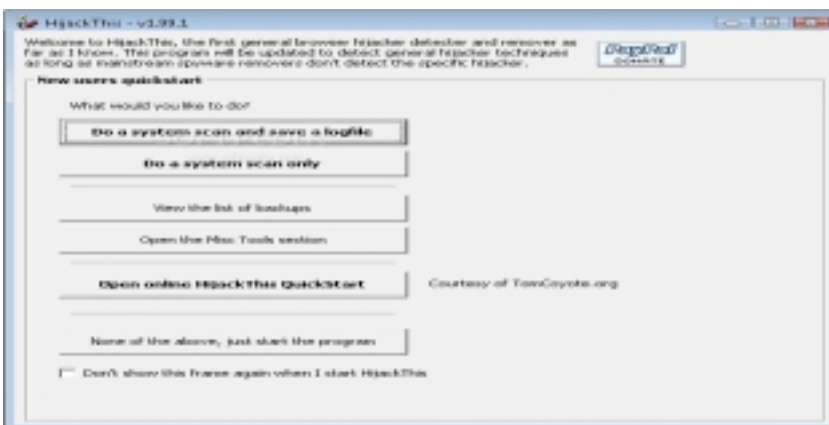 HijackThis - v1.99.1
Welcome to HijackThis, the first general browser hijacker detecter and remover as
far as I know. This program will be updated to detect general hijacker techniques
as long as mainstream spyware removers don't detect the specific hijacker.
PayPal
DONATE
New users quickstart
What would you like to do?
Do a system scan and save a logfile
Do a system scan only
View the list of backups
Open the Misc Tools section
Open online HijackThis QuickStart
Courtesy of TomCoyote.org
None of the above, just start the program
Don't show this frame again when I start HijackThis